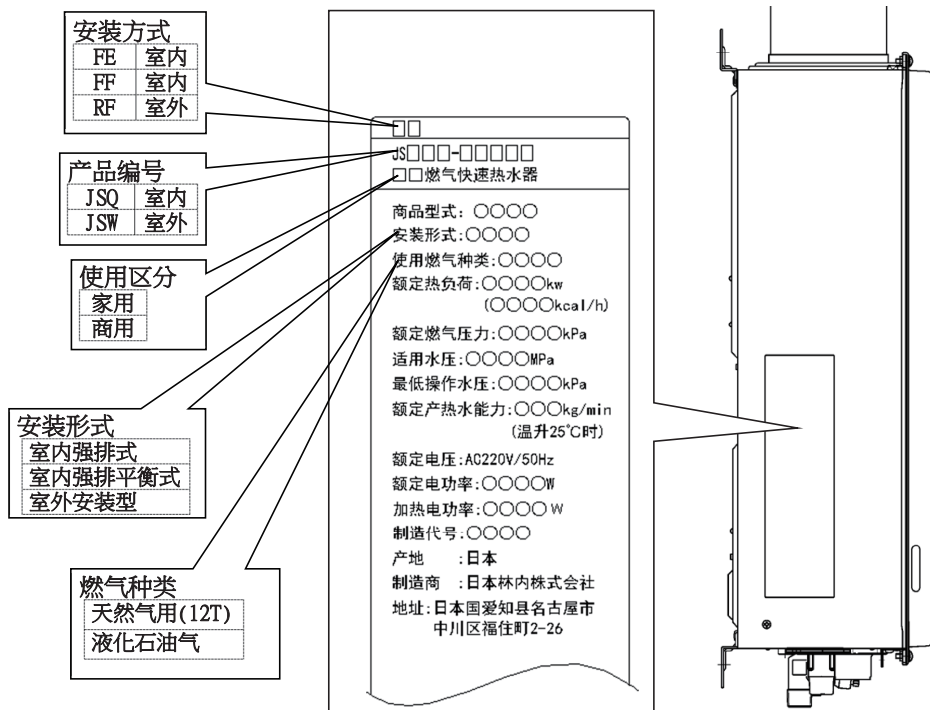 安装方式
FE 室内
FF 室内
RF 室外
产品编号
JSQ 室内
JSW 室外
使用区分
家用
商用
安装形式
室内强排式
室内强排平衡式
室外安装型
燃气种类
天然气用(12T)
液化石油气
□□
JS□□□-□□□□□
□□燃气快速热水器
商品型式: ○○○○
安装形式:○○○○
使用燃气种类:○○○○
额定热负荷:○○○○kw
(○○○○kcal/h)
额定燃气压力:○○○○kPa
适用水压:○○○○MPa
最低操作水压:○○○○kPa
额定产热水能力:○○○kg/min
(温升25℃时)
额定电压:AC220V/50Hz
额定电功率:○○○○W
加热电功率:○○○○W
制造代号:○○○○
产地 :日本
制造商 :日本林内株式会社
地址:日本国爱知县名古屋市
中川区福住町2-26